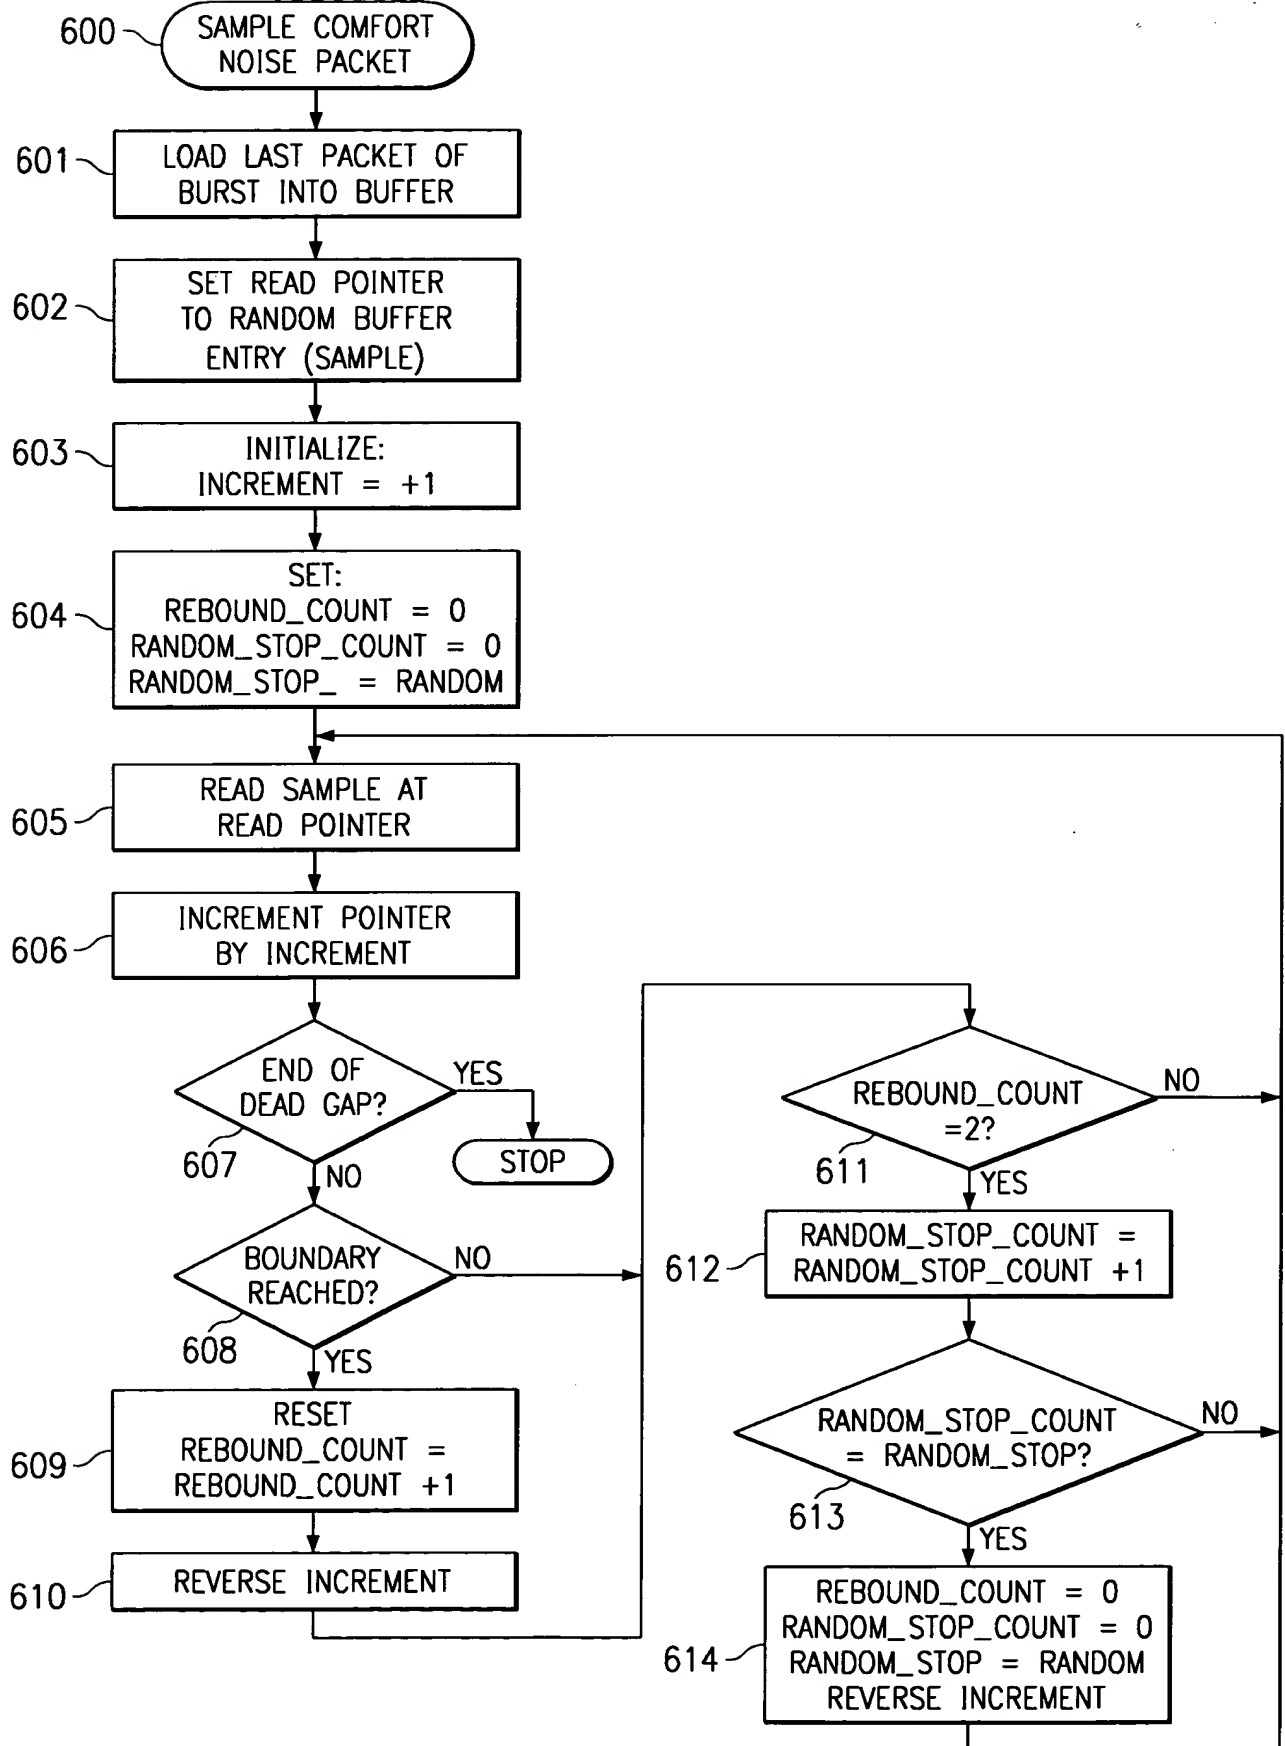 600
SAMPLE COMFORT
NOISE PACKET
601
LOAD LAST PACKET OF
BURST INTO BUFFER
602
SET READ POINTER
TO RANDOM BUFFER
ENTRY (SAMPLE)
603
INITIALIZE:
INCREMENT = +1
604
SET:
REBOUND_COUNT = 0
RANDOM_STOP_COUNT = 0
RANDOM_STOP_ = RANDOM
605
READ SAMPLE AT
READ POINTER
606
INCREMENT POINTER
BY INCREMENT
END OF
DEAD GAP?
YES
607
STOP
NO
BOUNDARY
REACHED?
NO
608
YES
609
RESET
REBOUND_COUNT =
REBOUND_COUNT +1
610
REVERSE INCREMENT
REBOUND_COUNT
=2?
NO
611
YES
612
RANDOM_STOP_COUNT =
RANDOM_STOP_COUNT +1
RANDOM_STOP_COUNT
= RANDOM_STOP?
NO
613
YES
614
REBOUND_COUNT = 0
RANDOM_STOP_COUNT = 0
RANDOM_STOP = RANDOM
REVERSE INCREMENT